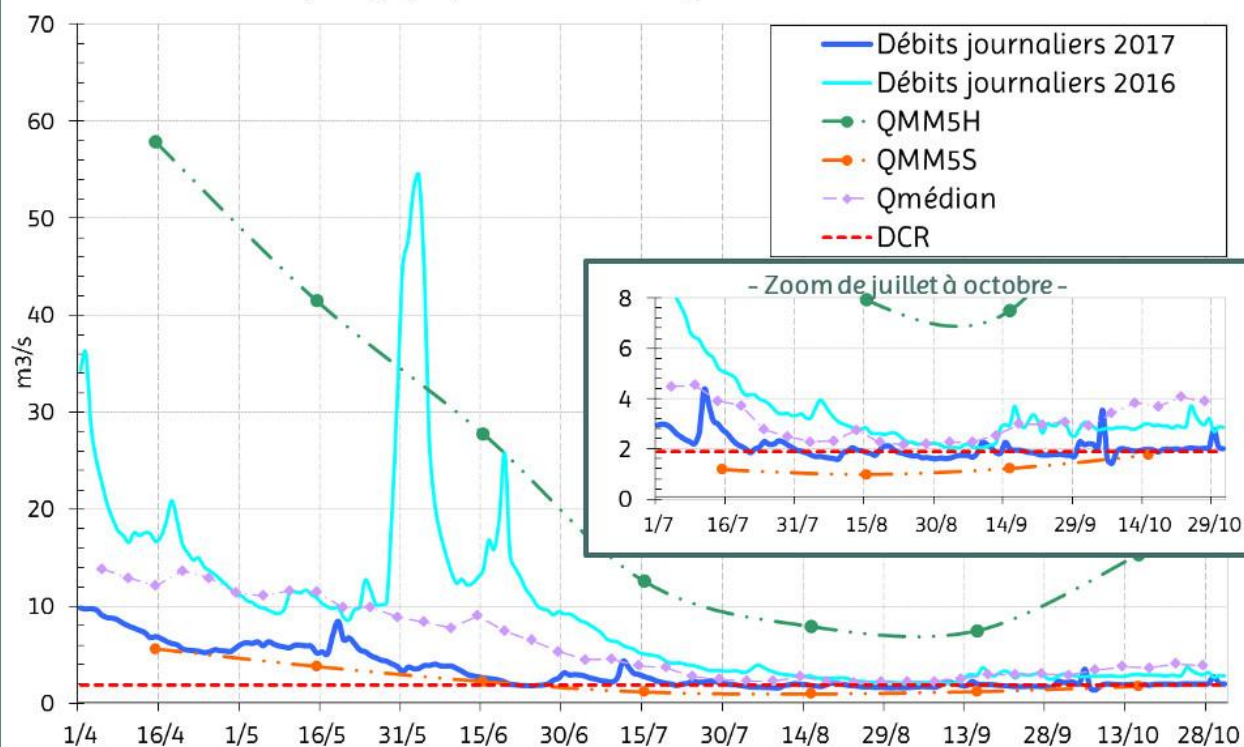 70
60
50
40
30
20
10
0
m3/s
Débits journaliers 2017
Débits journaliers 2016
QMM5H
QMM5S
Qmédian
DCR
- Zoom de juillet à octobre -
8
6
4
2
0
1/7 16/7 31/7 15/8 30/8 14/9 29/9 14/10 29/10
1/4 16/4 1/5 16/5 31/5 15/6 30/6 15/7 30/7 14/8 29/8 13/9 28/9 13/10 28/10